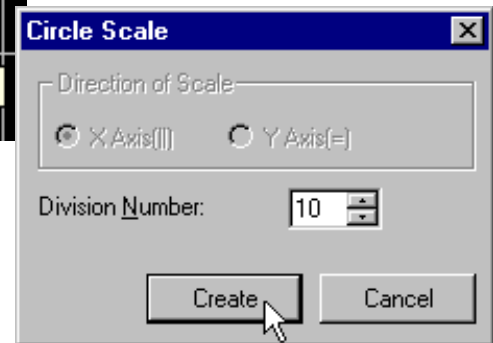 Circle Scale
Direction of Scale
X Axis(||) Y Axis(=)
Division Number: 10
Create Cancel